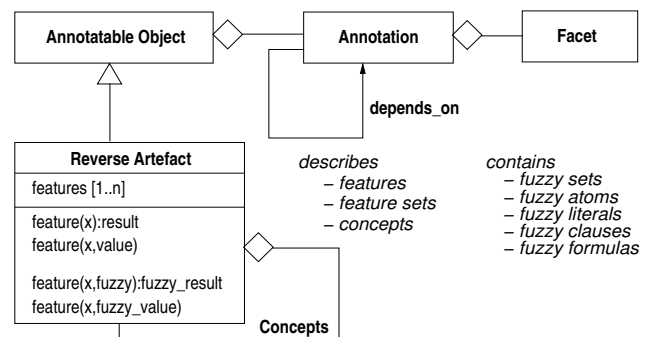 Annotatable Object
Annotation
Facet
depends_on
Reverse Artefact
features [1..n]
feature(x):result
feature(x,value)
feature(x,fuzzy):fuzzy_result
feature(x,fuzzy_value)
describes
– features
– feature sets
– concepts
contains
– fuzzy sets
– fuzzy atoms
– fuzzy literals
– fuzzy clauses
– fuzzy formulas
Concepts